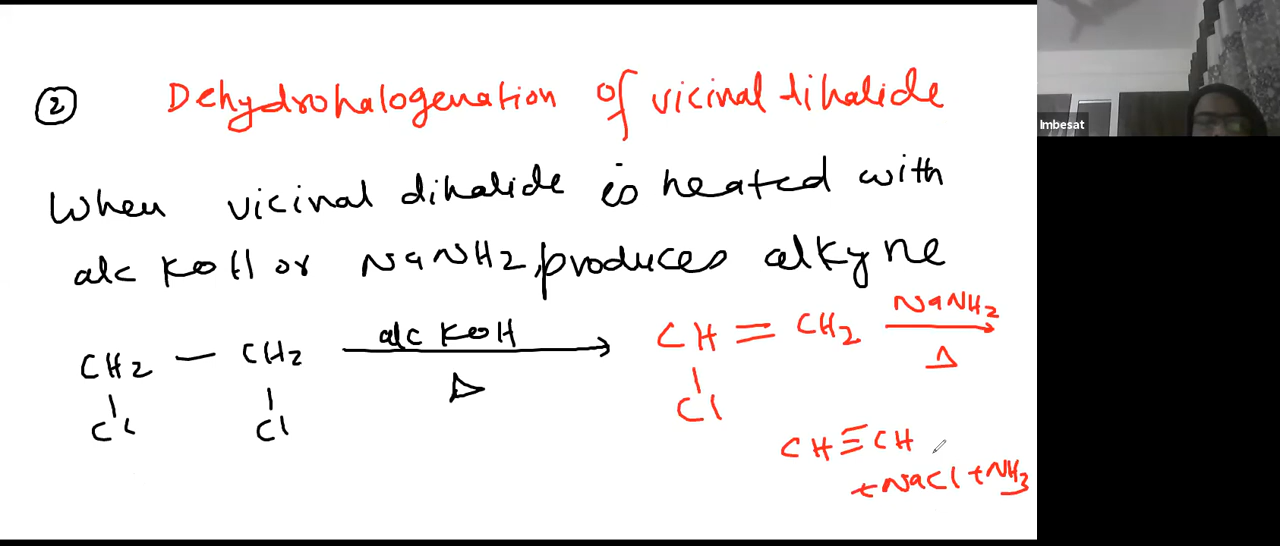 ② Dehydrohalogenation of vicinal dihalide
Imbesat
When vicinal dihalide is heated with
alc KOH or NaNH2, produces alkyne
CH2 — CH2 alc KOH Δ → CH = CH2 NaNH2 Δ →
Cl Cl Cl
CH≡CH
+NaCl+NH3